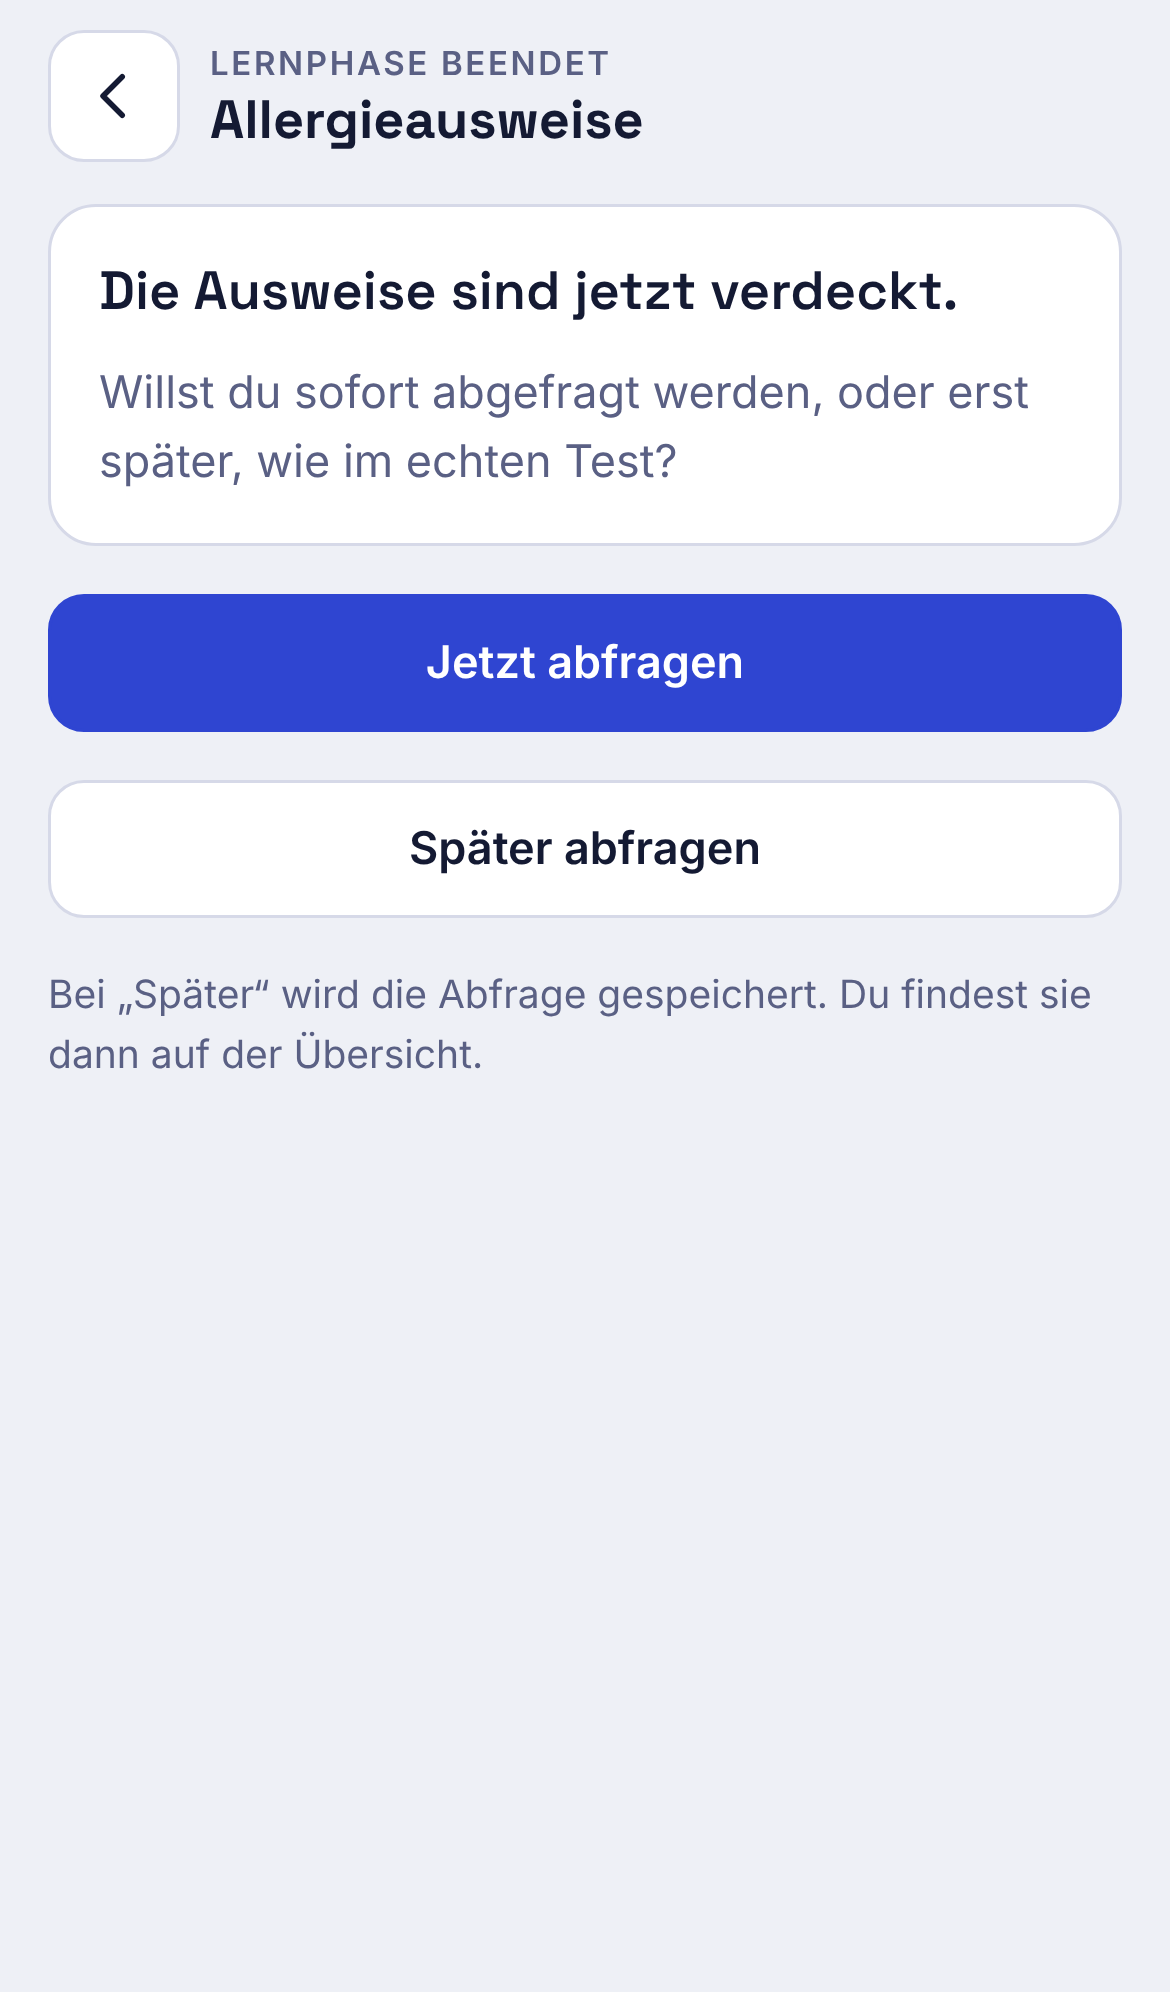 LERNPHASE BEENDET
Allergieausweise
Die Ausweise sind jetzt verdeckt.
Willst du sofort abgefragt werden, oder erst
später, wie im echten Test?
Jetzt abfragen
Später abfragen
Bei „Später“ wird die Abfrage gespeichert. Du findest sie
dann auf der Übersicht.